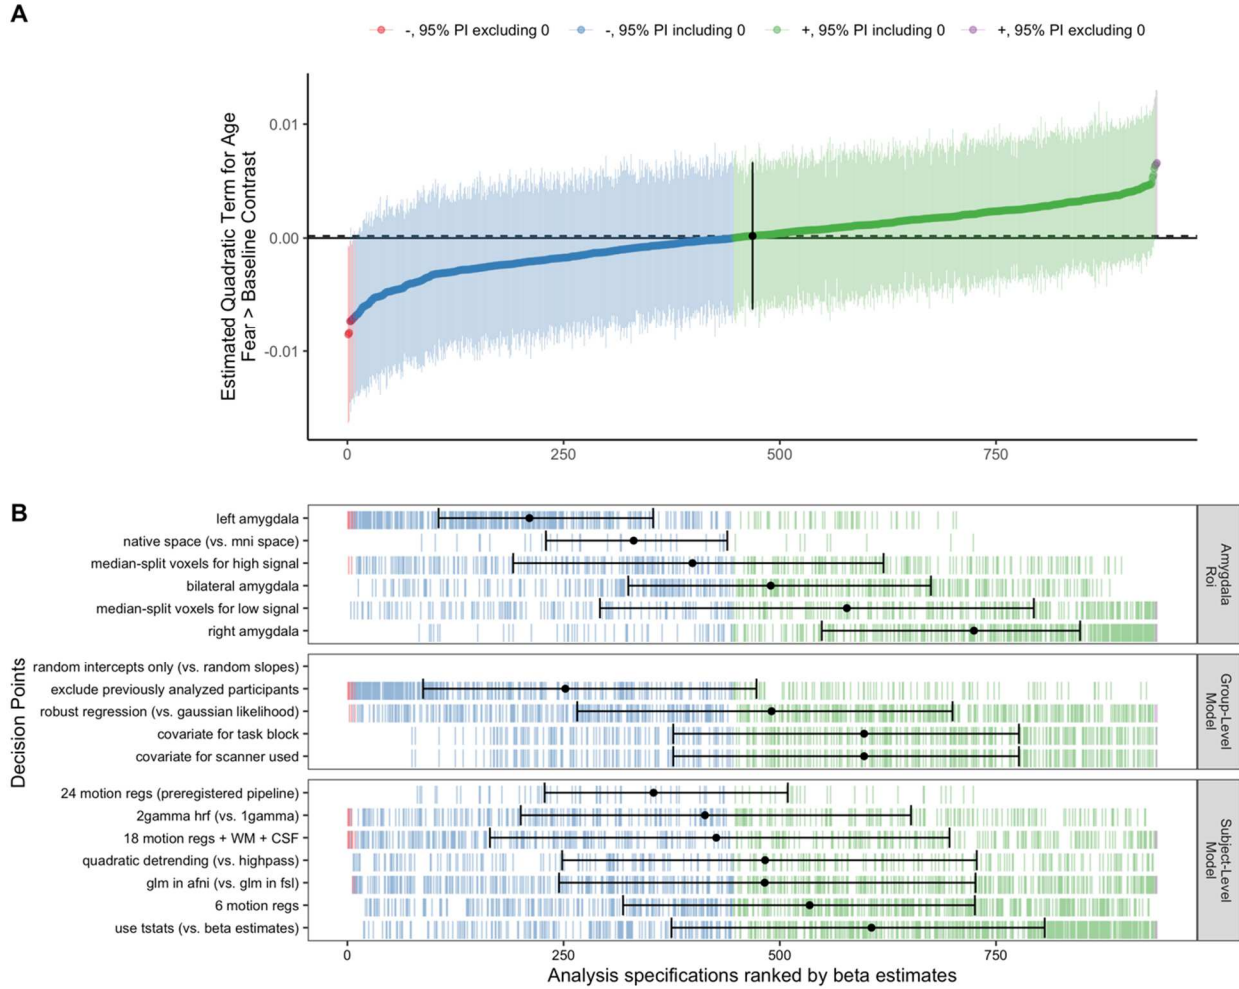 A
-, 95% PI excluding 0 -, 95% PI including 0 +, 95% PI including 0 +, 95% PI excluding 0
Estimated Quadratic Term for Age
Fear > Baseline Contrast
0.01
0.00
-0.01
0 250 500 750
B
Decision Points
left amygdala
native space (vs. mni space)
median-split voxels for high signal
bilateral amygdala
median-split voxels for low signal
right amygdala
Amygdala
Roi
random intercepts only (vs. random slopes)
exclude previously analyzed participants
robust regression (vs. gaussian likelihood)
covariate for task block
covariate for scanner used
Group-Level
Model
24 motion regs (preregistered pipeline)
2gamma hrf (vs. 1gamma)
18 motion regs + WM + CSF
quadratic detrending (vs. highpass)
glm in afni (vs. glm in fsl)
6 motion regs
use tstats (vs. beta estimates)
Subject-Level
Model
0 250 500 750
Analysis specifications ranked by beta estimates